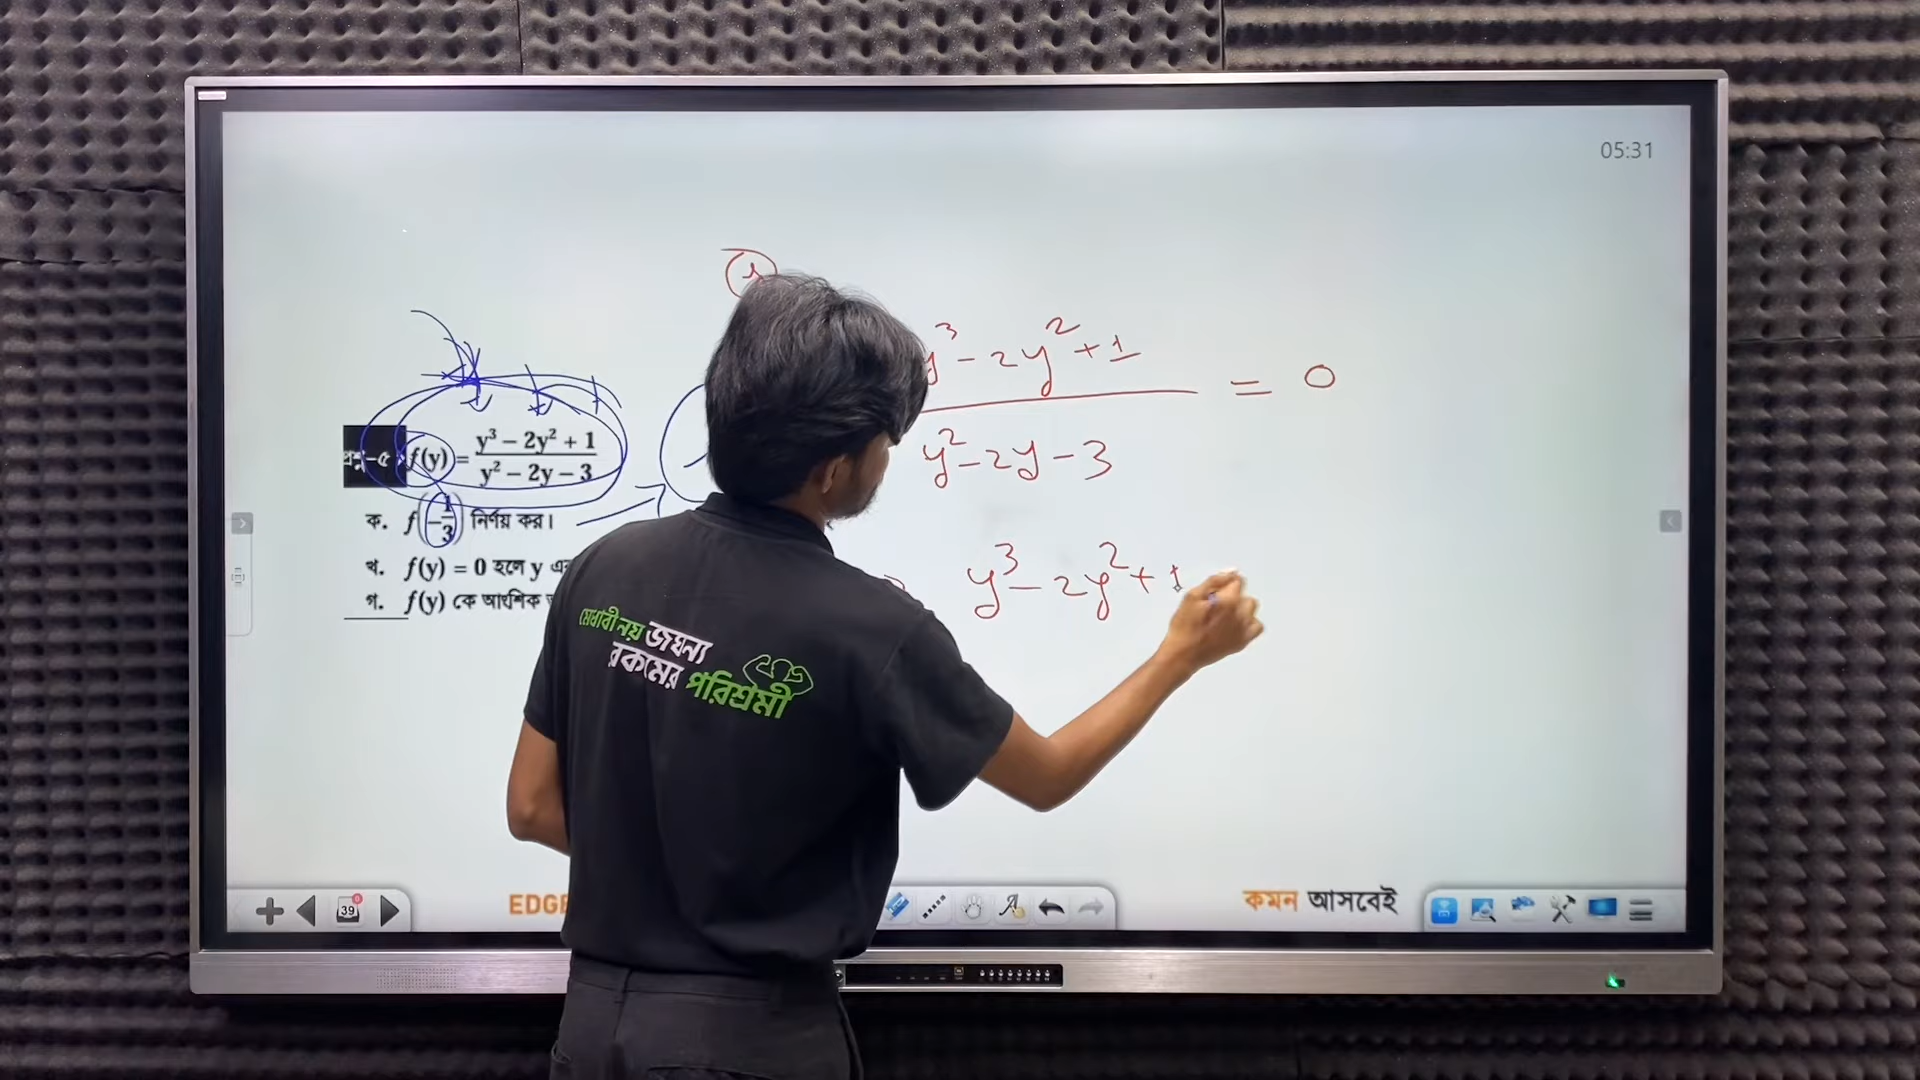 05:31
y³ - 2y² + 1 = 0
y² - 2y - 3
প্রশ্ন-৫ f(y) = y³ − 2y² + 1
y² − 2y − 3
ক. f(−1/3) নির্ণয় কর।
খ. f(y) = 0 হলে y
গ. f(y) কে আংশিক
y³ - 2y² + 1
মেধাবী নয় জঘন্য
রকমের পরিশ্রমী
39
EDGE
কমন আসবেই